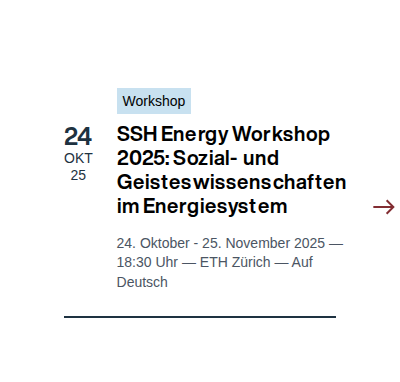 Workshop
24
OKT
25
SSH Energy Workshop
2025: Sozial- und
Geisteswissenschaften
im Energiesystem
24. Oktober - 25. November 2025 —
18:30 Uhr — ETH Zürich — Auf
Deutsch